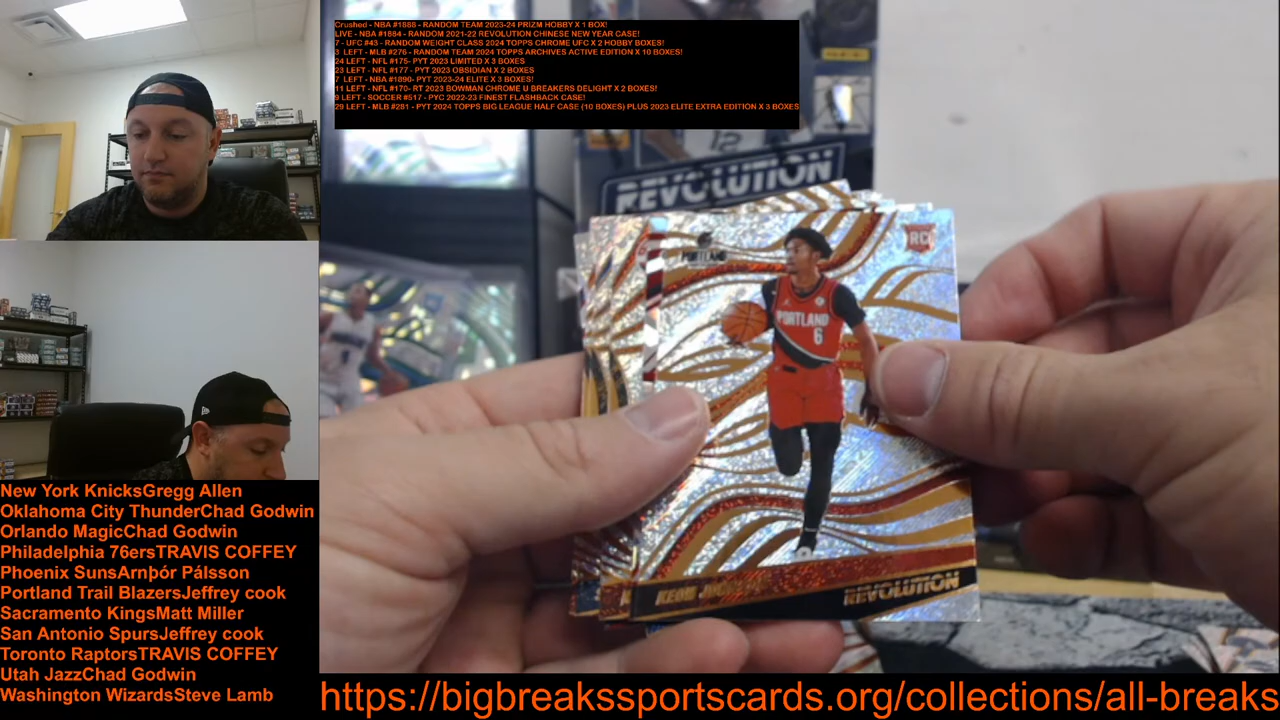 Crushed - NBA #1888 - RANDOM TEAM 2023-24 PRIZM HOBBY X 1 BOX!
LIVE - NBA #1884 - RANDOM 2021-22 REVOLUTION CHINESE NEW YEAR CASE!
7 - UFC #43 - RANDOM WEIGHT CLASS 2024 TOPPS CHROME UFC X 2 HOBBY BOXES!
3 LEFT - MLB #276 - RANDOM TEAM 2024 TOPPS ARCHIVES ACTIVE EDITION X 10 BOXES!
24 LEFT - NFL #175- PYT 2023 LIMITED X 3 BOXES
23 LEFT - NFL #177 - PYT 2023 OBSIDIAN X 2 BOXES
7 LEFT - NBA #1890- PYT 2023-24 ELITE X 3 BOXES!
11 LEFT - NFL #170- RT 2023 BOWMAN CHROME U BREAKERS DELIGHT X 2 BOXES!
9 LEFT - SOCCER #517 - PYC 2022-23 FINEST FLASHBACK CASE!
29 LEFT - MLB #281 - PYT 2024 TOPPS BIG LEAGUE HALF CASE (10 BOXES) PLUS 2023 ELITE EXTRA EDITION X 3 BOXES
REVOLUTION
RC
PORTLAND
PORTLAND
6
KEON
REVOLUTION
New York KnicksGregg Allen
Oklahoma City ThunderChad Godwin
Orlando MagicChad Godwin
Philadelphia 76ersTRAVIS COFFEY
Phoenix SunsArnþór Pálsson
Portland Trail BlazersJeffrey cook
Sacramento KingsMatt Miller
San Antonio SpursJeffrey cook
Toronto RaptorsTRAVIS COFFEY
Utah JazzChad Godwin
Washington WizardsSteve Lamb
https://bigbreakssportscards.org/collections/all-breaks